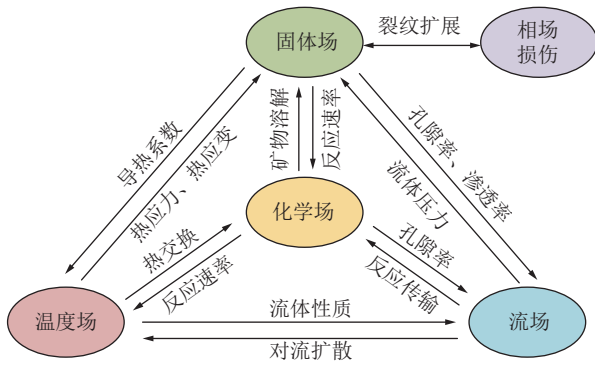 固体场
裂纹扩展
相场
损伤
导热系数
热应力、热应变
矿物溶解
反应速率
孔隙率、渗透率
流体压力
化学场
热交换
反应速率
孔隙率
反应传输
温度场
流体性质
对流扩散
流场